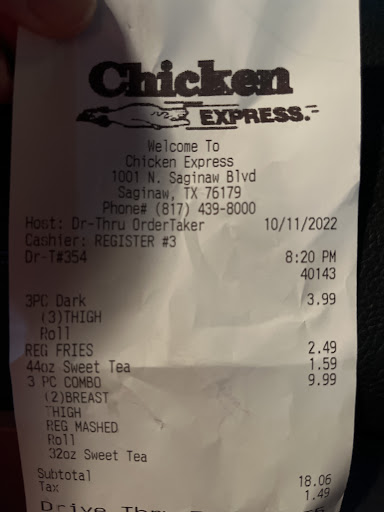 Chicken
EXPRESS.
Welcome To
Chicken Express
1001 N. Saginaw Blvd
Saginaw, TX 76179
Phone# (817) 439-8000
Host: Dr-Thru OrderTaker 10/11/2022
Cashier: REGISTER #3
Dr-T#354 8:20 PM
40143
3PC Dark 3.99
(3)THIGH
Roll
REG FRIES 2.49
44oz Sweet Tea 1.59
3 PC COMBO 9.99
(2)BREAST
THIGH
REG MASHED
Roll
32oz Sweet Tea
Subtotal 18.06
Tax 1.49
Drive Thru